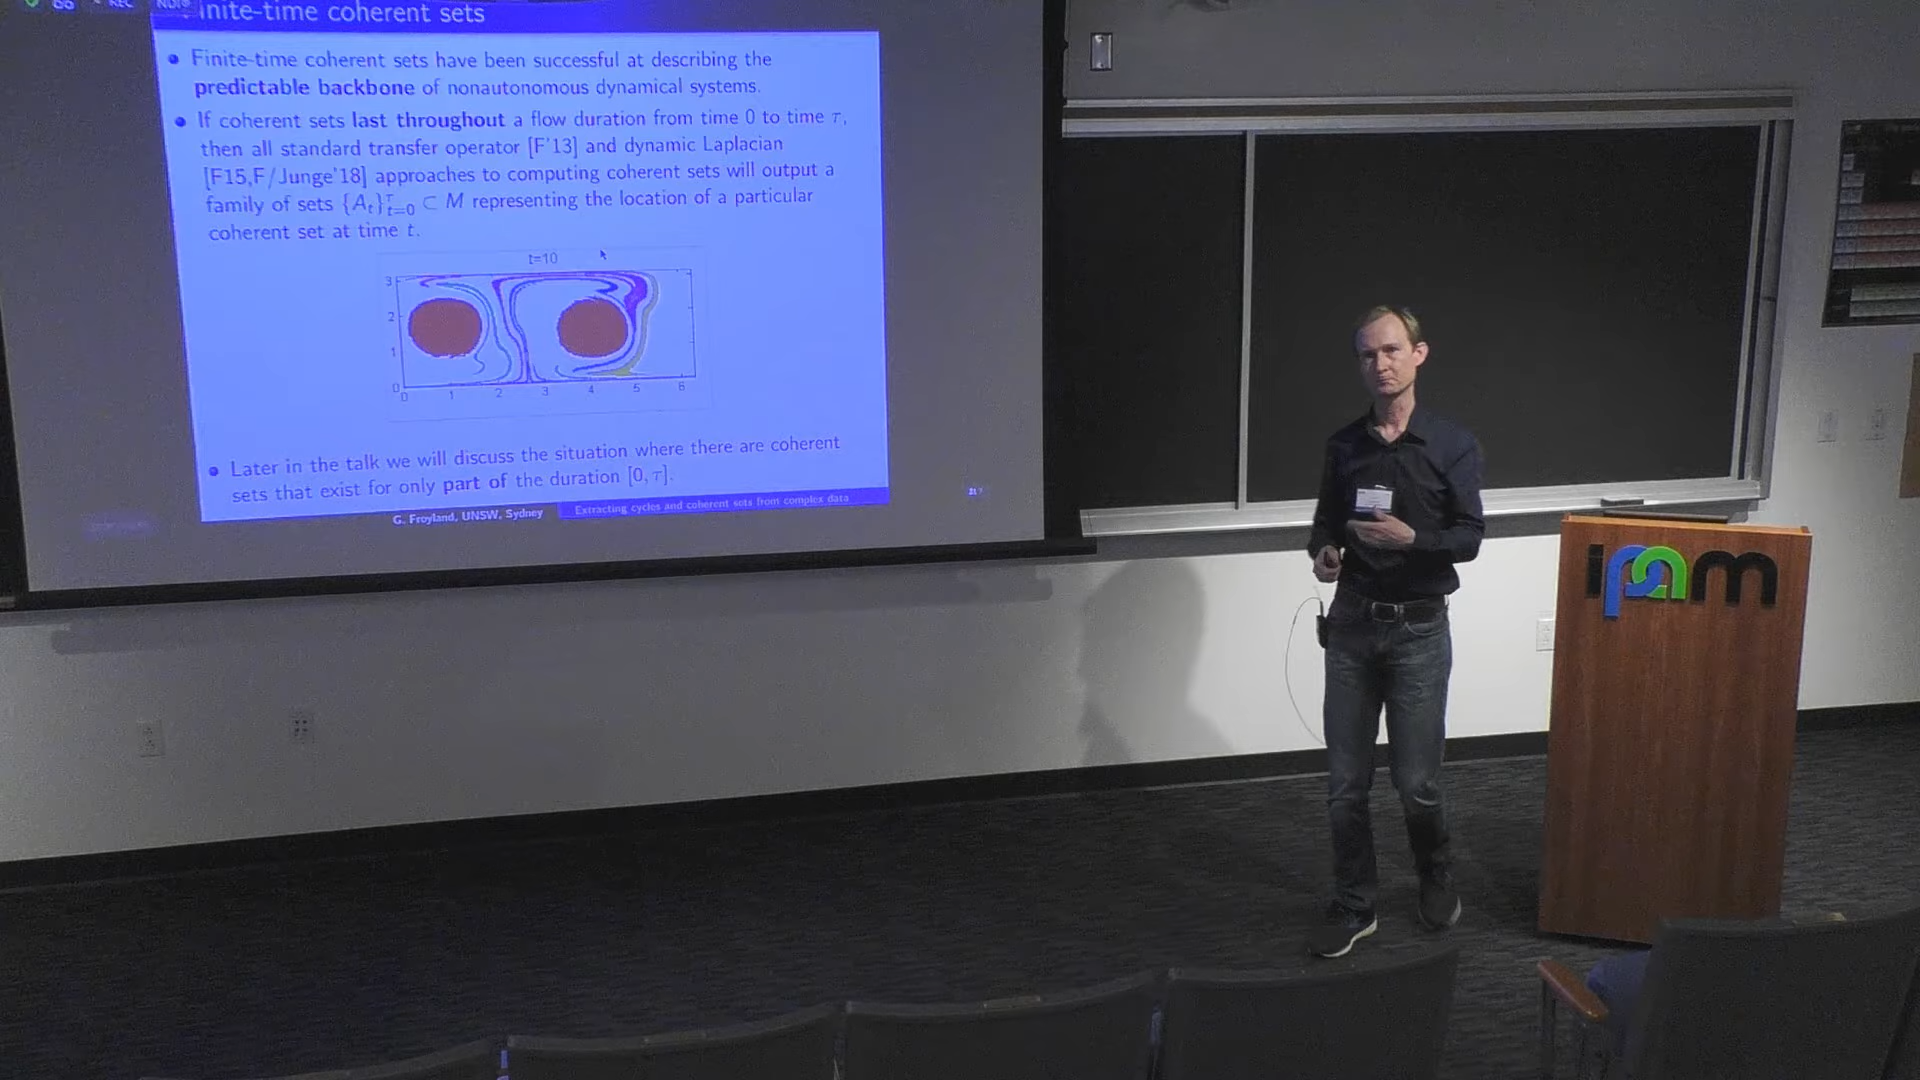 REC
inite-time coherent sets
• Finite-time coherent sets have been successful at describing the
predictable backbone of nonautonomous dynamical systems.
• If coherent sets last throughout a flow duration from time 0 to time τ,
then all standard transfer operator [F'13] and dynamic Laplacian
[F15,F/Junge'18] approaches to computing coherent sets will output a
family of sets {Aₜ}τₜ₌₀ ⊂ M representing the location of a particular
coherent set at time t.
t=10
3
2
1
0
0 1 2 3 4 5 6
• Later in the talk we will discuss the situation where there are coherent
sets that exist for only part of the duration [0, τ].
G. Froyland, UNSW, Sydney
Extracting cycles and coherent sets from complex data
ipam